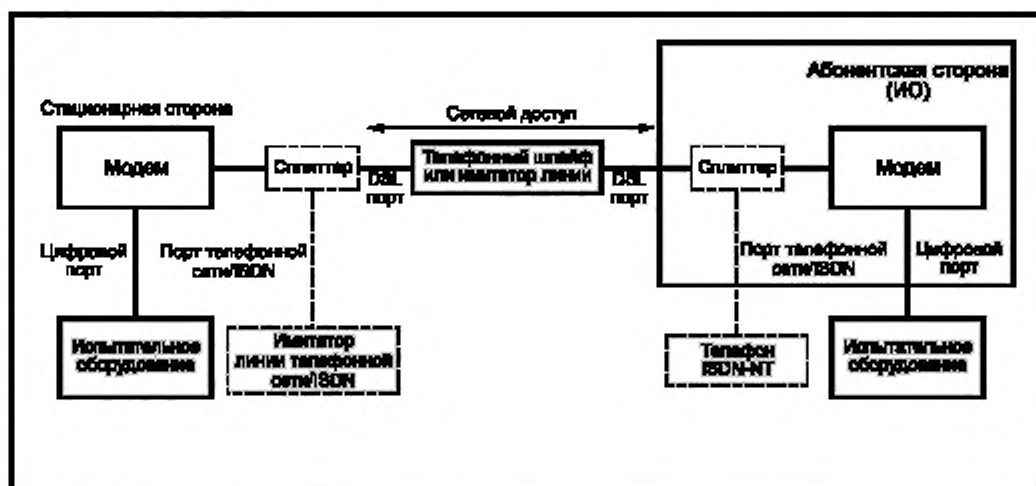 Абонентская сторона
(ИО)
Стационарная сторона
Сетевой доступ
Модем
Сплиттер
DSL
порт
Телефонный шлейф
или имитатор линии
DSL
порт
Сплиттер
Модем
Цифровой
порт
Порт телефонной
сети/ISDN
Порт телефонной
сети/ISDN
Цифровой
порт
Испытательное
оборудование
Имитатор
линии телефонной
сети/ISDN
Телефон
ISDN-NT
Испытательное
оборудование